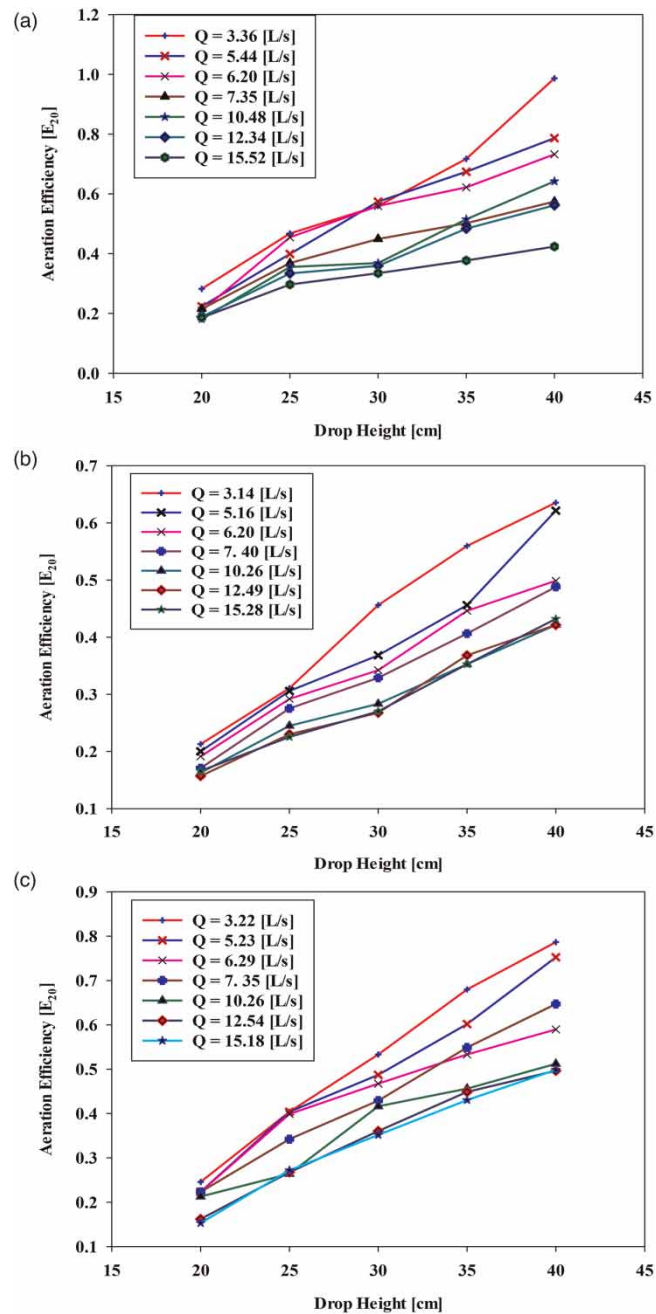 (a)
1.2
1.0
0.8
0.6
0.4
0.2
0.0
Aeration Efficiency [E20]
Q = 3.36 [L/s]
Q = 5.44 [L/s]
Q = 6.20 [L/s]
Q = 7.35 [L/s]
Q = 10.48 [L/s]
Q = 12.34 [L/s]
Q = 15.52 [L/s]
15 20 25 30 35 40 45
Drop Height [cm]
(b)
0.7
0.6
0.5
0.4
0.3
0.2
0.1
Aeration Efficiency [E20]
Q = 3.14 [L/s]
Q = 5.16 [L/s]
Q = 6.20 [L/s]
Q = 7. 40 [L/s]
Q = 10.26 [L/s]
Q = 12.49 [L/s]
Q = 15.28 [L/s]
15 20 25 30 35 40 45
Drop Height [cm]
(c)
0.9
0.8
0.7
0.6
0.5
0.4
0.3
0.2
0.1
Aeration Efficiency [E20]
Q = 3.22 [L/s]
Q = 5.23 [L/s]
Q = 6.29 [L/s]
Q = 7. 35 [L/s]
Q = 10.26 [L/s]
Q = 12.54 [L/s]
Q = 15.18 [L/s]
15 20 25 30 35 40 45
Drop Height [cm]